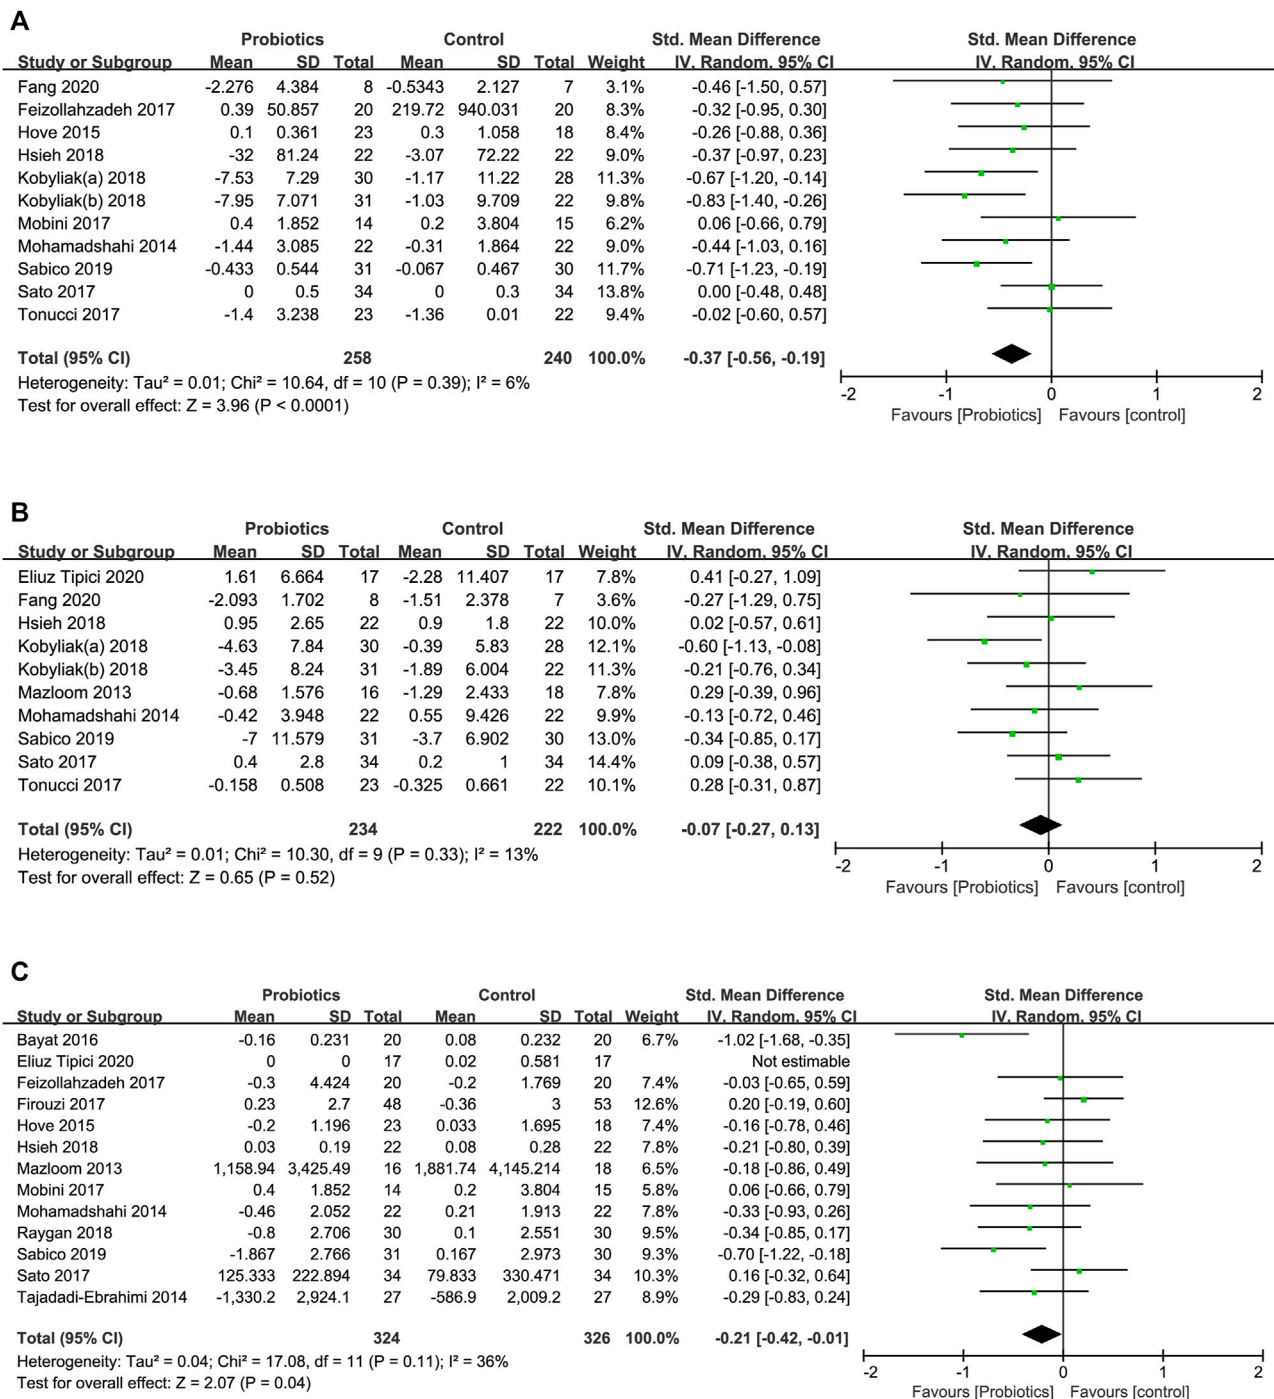 A
Probiotics Control Std. Mean Difference Std. Mean Difference
Study or Subgroup Mean SD Total Mean SD Total Weight IV, Random, 95% CI IV, Random, 95% CI
Fang 2020 -2.276 4.384 8 -0.5343 2.127 7 3.1% -0.46 [-1.50, 0.57]
Feizollahzadeh 2017 0.39 50.857 20 219.72 940.031 20 8.3% -0.32 [-0.95, 0.30]
Hove 2015 0.1 0.361 23 0.3 1.058 18 8.4% -0.26 [-0.88, 0.36]
Hsieh 2018 -32 81.24 22 -3.07 72.22 22 9.0% -0.37 [-0.97, 0.23]
Kobyliak(a) 2018 -7.53 7.29 30 -1.17 11.22 28 11.3% -0.67 [-1.20, -0.14]
Kobyliak(b) 2018 -7.95 7.071 31 -1.03 9.709 22 9.8% -0.83 [-1.40, -0.26]
Mobini 2017 0.4 1.852 14 0.2 3.804 15 6.2% 0.06 [-0.66, 0.79]
Mohamadshahi 2014 -1.44 3.085 22 -0.31 1.864 22 9.0% -0.44 [-1.03, 0.16]
Sabico 2019 -0.433 0.544 31 -0.067 0.467 30 11.7% -0.71 [-1.23, -0.19]
Sato 2017 0 0.5 34 0 0.3 34 13.8% 0.00 [-0.48, 0.48]
Tonucci 2017 -1.4 3.238 23 -1.36 0.01 22 9.4% -0.02 [-0.60, 0.57]
Total (95% CI) 258 240 100.0% -0.37 [-0.56, -0.19]
Heterogeneity: Tau² = 0.01; Chi² = 10.64, df = 10 (P = 0.39); I² = 6%
Test for overall effect: Z = 3.96 (P < 0.0001)
-2 -1 0 1 2
Favours [Probiotics] Favours [control]
B
Probiotics Control Std. Mean Difference Std. Mean Difference
Study or Subgroup Mean SD Total Mean SD Total Weight IV, Random, 95% CI IV, Random, 95% CI
Eliuz Tipici 2020 1.61 6.664 17 -2.28 11.407 17 7.8% 0.41 [-0.27, 1.09]
Fang 2020 -2.093 1.702 8 -1.51 2.378 7 3.6% -0.27 [-1.29, 0.75]
Hsieh 2018 0.95 2.65 22 0.9 1.8 22 10.0% 0.02 [-0.57, 0.61]
Kobyliak(a) 2018 -4.63 7.84 30 -0.39 5.83 28 12.1% -0.60 [-1.13, -0.08]
Kobyliak(b) 2018 -3.45 8.24 31 -1.89 6.004 22 11.3% -0.21 [-0.76, 0.34]
Mazloom 2013 -0.68 1.576 16 -1.29 2.433 18 7.8% 0.29 [-0.39, 0.96]
Mohamadshahi 2014 -0.42 3.948 22 0.55 9.426 22 9.9% -0.13 [-0.72, 0.46]
Sabico 2019 -7 11.579 31 -3.7 6.902 30 13.0% -0.34 [-0.85, 0.17]
Sato 2017 0.4 2.8 34 0.2 1 34 14.4% 0.09 [-0.38, 0.57]
Tonucci 2017 -0.158 0.508 23 -0.325 0.661 22 10.1% 0.28 [-0.31, 0.87]
Total (95% CI) 234 222 100.0% -0.07 [-0.27, 0.13]
Heterogeneity: Tau² = 0.01; Chi² = 10.30, df = 9 (P = 0.33); I² = 13%
Test for overall effect: Z = 0.65 (P = 0.52)
-2 -1 0 1 2
Favours [Probiotics] Favours [control]
C
Probiotics Control Std. Mean Difference Std. Mean Difference
Study or Subgroup Mean SD Total Mean SD Total Weight IV, Random, 95% CI IV, Random, 95% CI
Bayat 2016 -0.16 0.231 20 0.08 0.232 20 6.7% -1.02 [-1.68, -0.35]
Eliuz Tipici 2020 0 0 17 0.02 0.581 17 Not estimable
Feizollahzadeh 2017 -0.3 4.424 20 -0.2 1.769 20 7.4% -0.03 [-0.65, 0.59]
Firouzi 2017 0.23 2.7 48 -0.36 3 53 12.6% 0.20 [-0.19, 0.60]
Hove 2015 -0.2 1.196 23 0.033 1.695 18 7.4% -0.16 [-0.78, 0.46]
Hsieh 2018 0.03 0.19 22 0.08 0.28 22 7.8% -0.21 [-0.80, 0.39]
Mazloom 2013 1,158.94 3,425.49 16 1,881.74 4,145.214 18 6.5% -0.18 [-0.86, 0.49]
Mobini 2017 0.4 1.852 14 0.2 3.804 15 5.8% 0.06 [-0.66, 0.79]
Mohamadshahi 2014 -0.46 2.052 22 0.21 1.913 22 7.8% -0.33 [-0.93, 0.26]
Raygan 2018 -0.8 2.706 30 0.1 2.551 30 9.5% -0.34 [-0.85, 0.17]
Sabico 2019 -1.867 2.766 31 0.167 2.973 30 9.3% -0.70 [-1.22, -0.18]
Sato 2017 125.333 222.894 34 79.833 330.471 34 10.3% 0.16 [-0.32, 0.64]
Tajadadi-Ebrahimi 2014 -1,330.2 2,924.1 27 -586.9 2,009.2 27 8.9% -0.29 [-0.83, 0.24]
Total (95% CI) 324 326 100.0% -0.21 [-0.42, -0.01]
Heterogeneity: Tau² = 0.04; Chi² = 17.08, df = 11 (P = 0.11); I² = 36%
Test for overall effect: Z = 2.07 (P = 0.04)
-2 -1 0 1 2
Favours [Probiotics] Favours [control]